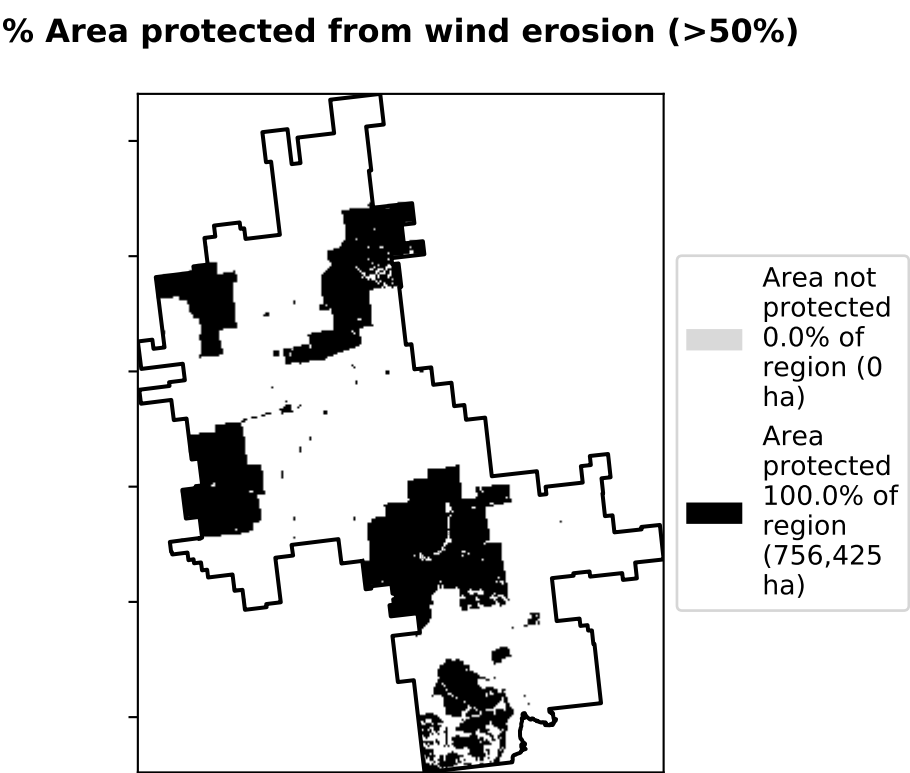 % Area protected from wind erosion (>50%)
Area not
protected
0.0% of
region (0
ha)
Area
protected
100.0% of
region
(756,425
ha)